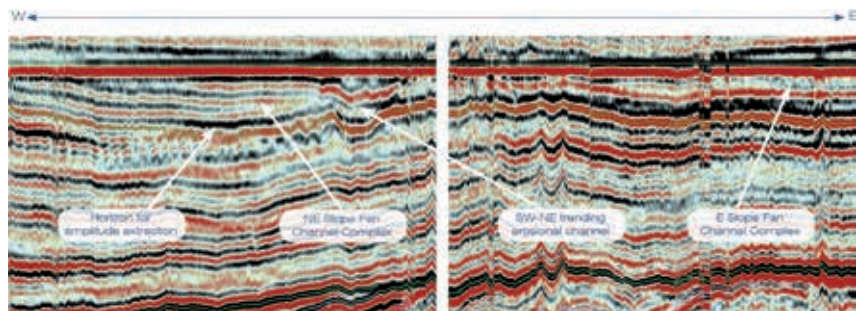 W E
Horizon for
amplitude extraction
NE Slope Fan
Channel Complex
SW-NE trending
erosional channel
E Slope Fan
Channel Complex